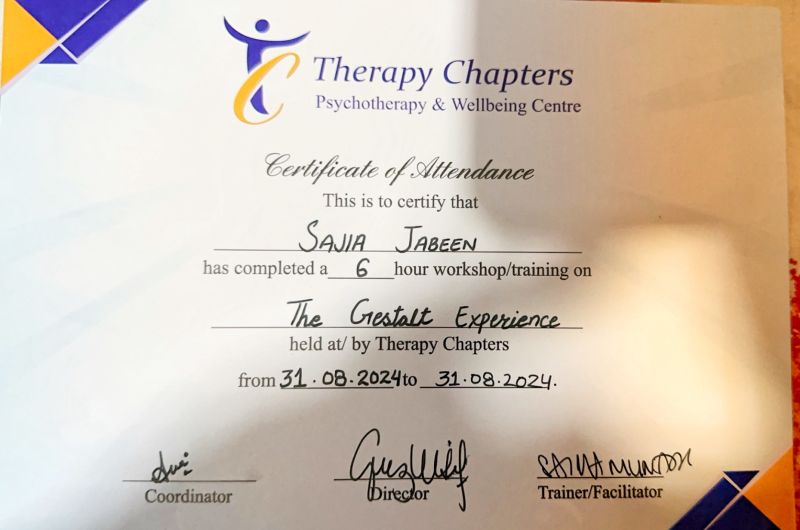 Therapy Chapters
Psychotherapy & Wellbeing Centre
Certificate of Attendance
This is to certify that
SAJIA JABEEN
has completed a 6 hour workshop/training on
The Gestalt Experience
held at/ by Therapy Chapters
from 31.08.2024 to 31.08.2024.
Coordinator Director Trainer/Facilitator